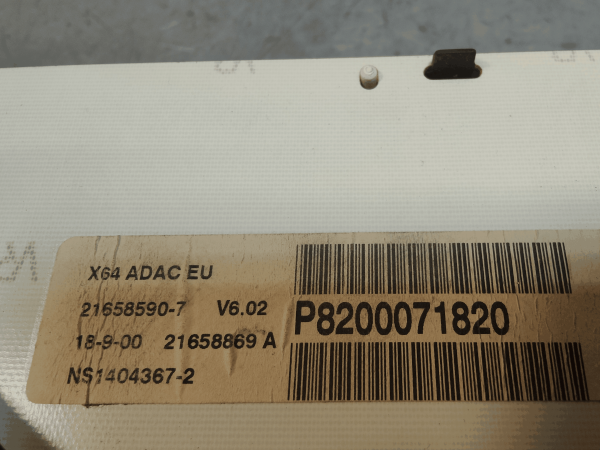 X64 ADAC EU
21658590-7 V6.02
P8200071820
18-9-00 21658869 A
NS1404367-2